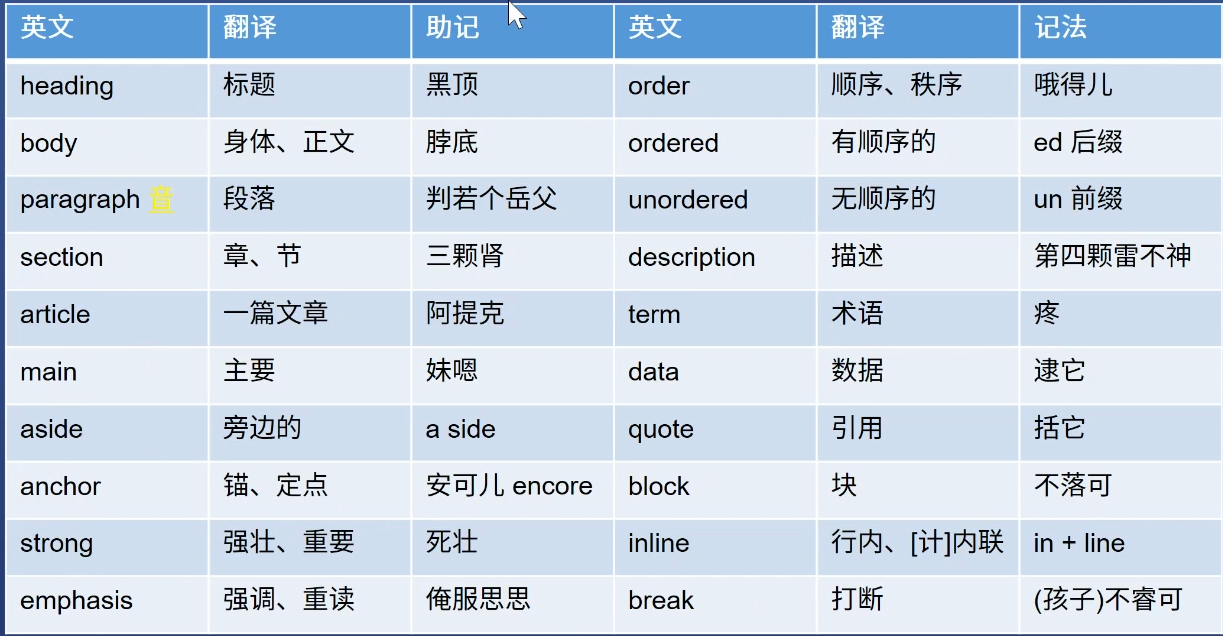 英文 翻译 助记 英文 翻译 记法
heading 标题 黑顶 order 顺序、秩序 哦得儿
body 身体、正文 脖底 ordered 有顺序的 ed 后缀
paragraph 音 段落 判若个岳父 unordered 无顺序的 un 前缀
section 章、节 三颗肾 description 描述 第四颗雷不神
article 一篇文章 阿提克 term 术语 疼
main 主要 妹嗯 data 数据 逮它
aside 旁边的 a side quote 引用 括它
anchor 锚、定点 安可儿 encore block 块 不落可
strong 强壮、重要 死壮 inline 行内、[计]内联 in + line
emphasis 强调、重读 俺服思思 break 打断 (孩子)不睿可